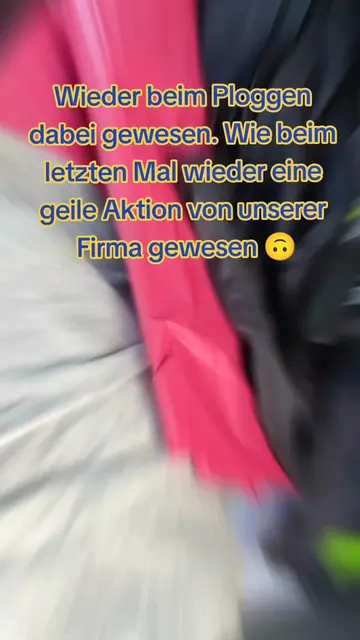 Wieder beim Ploggen
dabei gewesen. Wie beim
letzten Mal wieder eine
geile Aktion von unserer
Firma gewesen 🙃